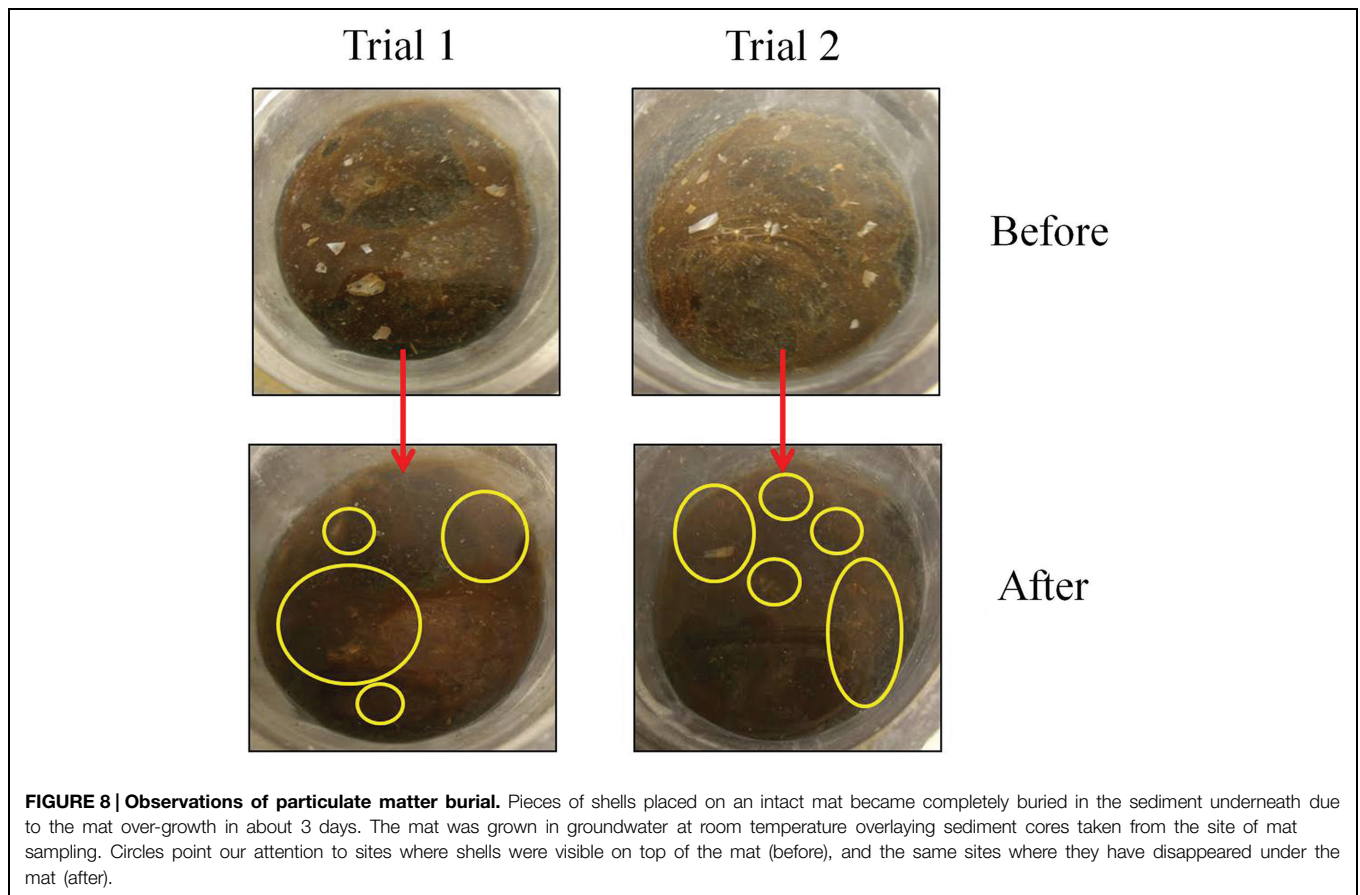 Trial 1
Trial 2
Before
After
FIGURE 8 | Observations of particulate matter burial. Pieces of shells placed on an intact mat became completely buried in the sediment underneath due
to the mat over-growth in about 3 days. The mat was grown in groundwater at room temperature overlaying sediment cores taken from the site of mat
sampling. Circles point our attention to sites where shells were visible on top of the mat (before), and the same sites where they have disappeared under the
mat (after).